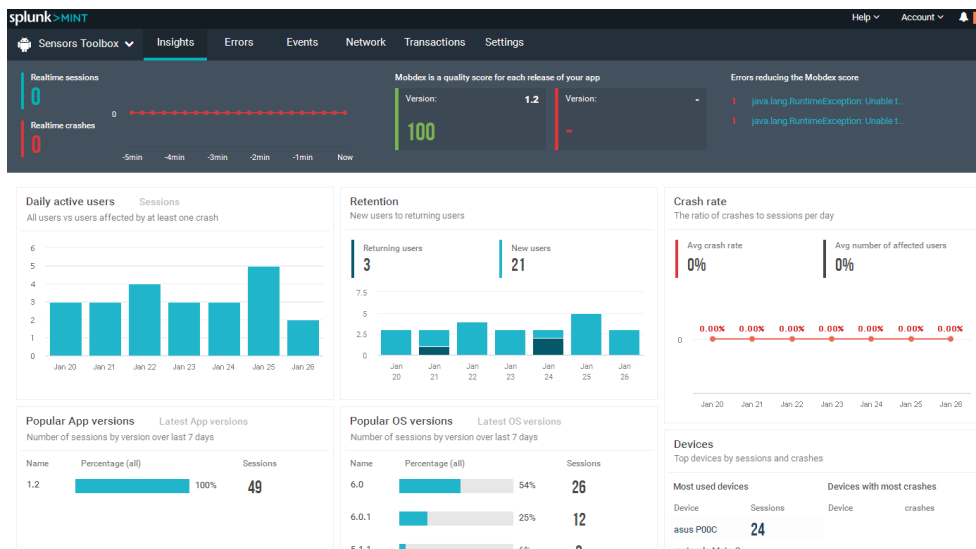 splunk>MINT
Help
Account
Sensors Toolbox
Insights
Errors
Events
Network
Transactions
Settings
Realtime sessions
0
Realtime crashes
0
0
-5min -4min -3min -2min -1min Now
Mobdex is a quality score for each release of your app
Version: 1.2
100
Version: -
-
Errors reducing the Mobdex score
1 java.lang.RuntimeException: Unable t...
1 java.lang.RuntimeException: Unable t...
Daily active users Sessions
All users vs users affected by at least one crash
6
5
4
3
2
1
0
Jan 20 Jan 21 Jan 22 Jan 23 Jan 24 Jan 25 Jan 26
Retention
New users to returning users
Returning users
3
New users
21
7.5
5
2.5
0
Jan 20 Jan 21 Jan 22 Jan 23 Jan 24 Jan 25 Jan 26
Crash rate
The ratio of crashes to sessions per day
Avg crash rate
0%
Avg number of affected users
0%
0.00% 0.00% 0.00% 0.00% 0.00% 0.00% 0.00%
0
Jan 20 Jan 21 Jan 22 Jan 23 Jan 24 Jan 25 Jan 26
Popular App versions Latest App versions
Number of sessions by version over last 7 days
Name Percentage (all) Sessions
1.2 100% 49
Popular OS versions Latest OS versions
Number of sessions by version over last 7 days
Name Percentage (all) Sessions
6.0 54% 26
6.0.1 25% 12
5.1.1
Devices
Top devices by sessions and crashes
Most used devices
Device Sessions
asus P00C 24
Devices with most crashes
Device crashes